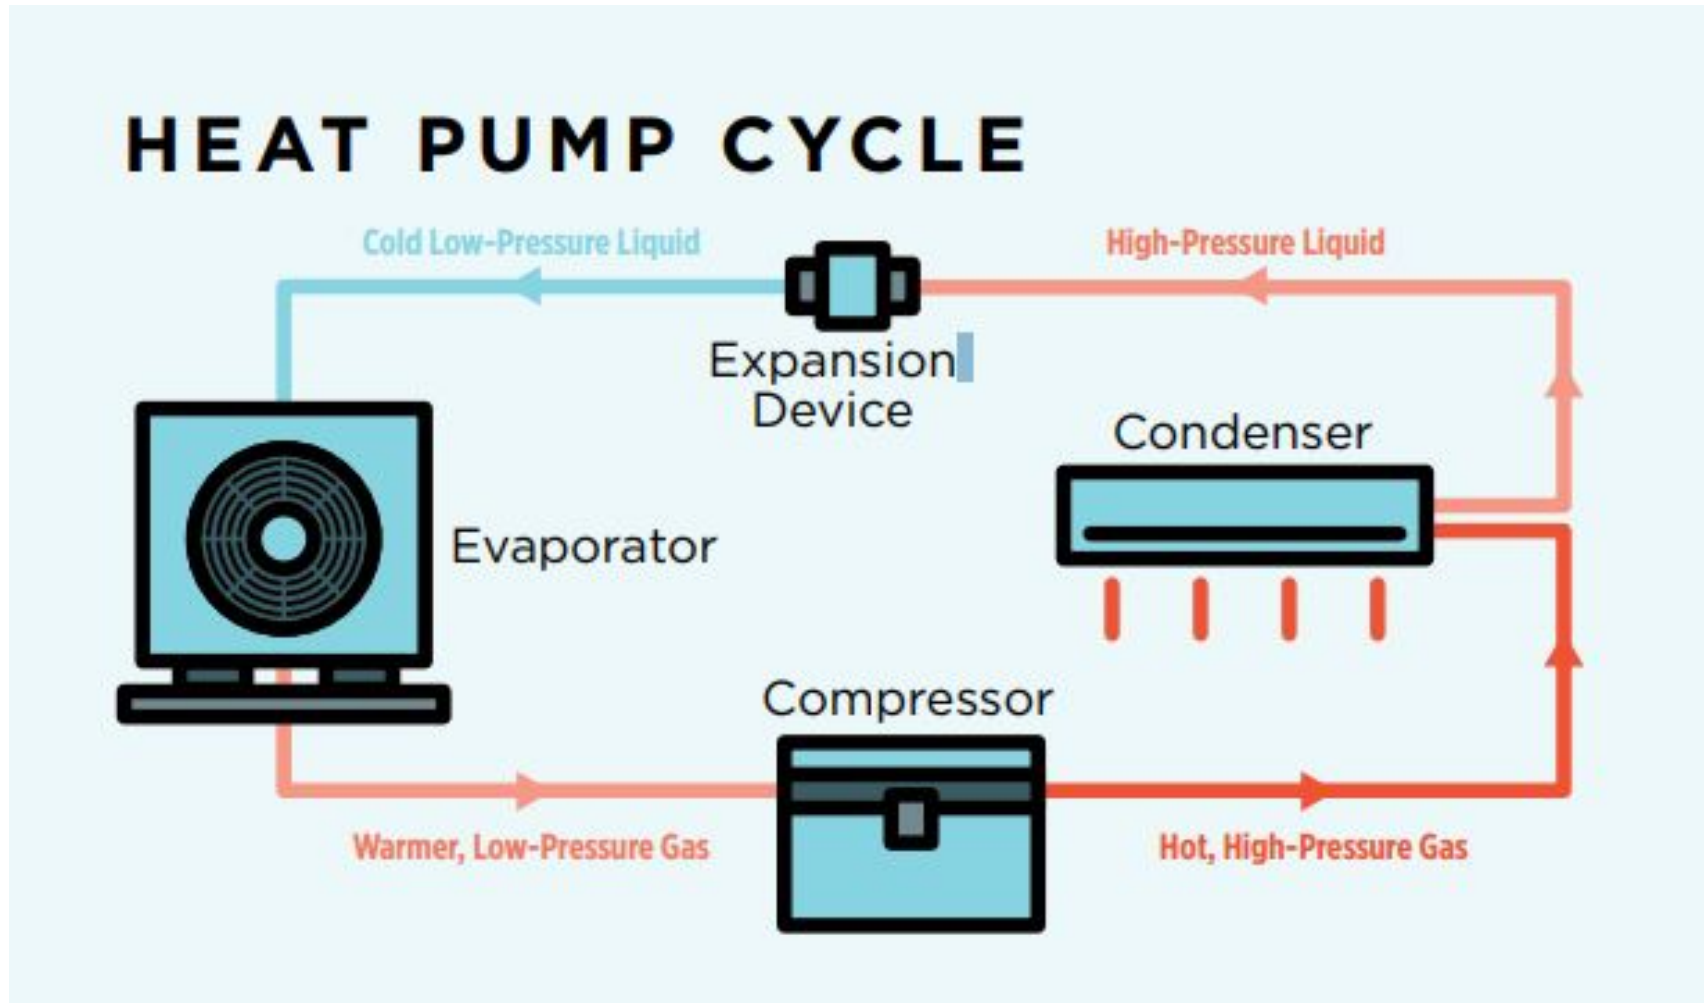 HEAT PUMP CYCLE
Cold Low-Pressure Liquid
High-Pressure Liquid
Expansion
Device
Condenser
Evaporator
Compressor
Warmer, Low-Pressure Gas
Hot, High-Pressure Gas